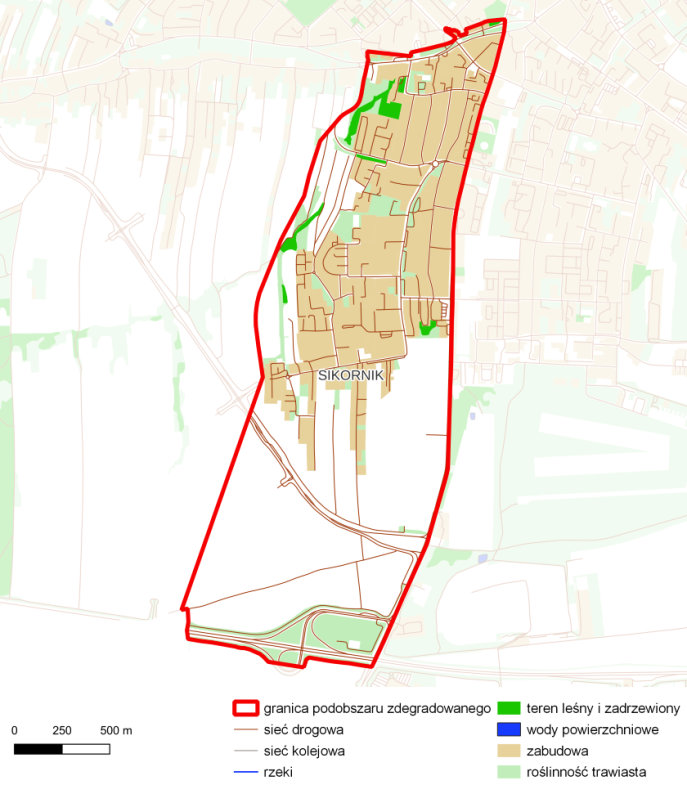 SIKORNIK
granica podobszaru zdegradowanego
sieć drogowa
sieć kolejowa
rzeki
teren leśny i zadrzewiony
wody powierzchniowe
zabudowa
roślinność trawiasta
0 250 500 m